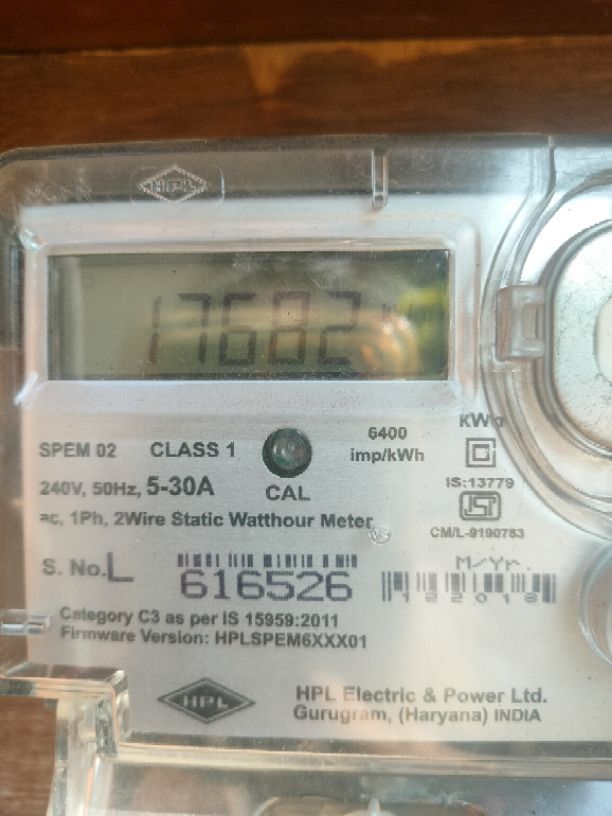 HPL
17682
KWh
SPEM 02 CLASS 1
6400
imp/kWh
240V, 50Hz, 5-30A
CAL
IS:13779
ac, 1Ph, 2Wire Static Watthour Meter
CM/L-9190783
S. No. L 616526
M/Yr.
122018
Category C3 as per IS 15959:2011
Firmware Version: HPLSPEM6XXX01
HPL
HPL Electric & Power Ltd.
Gurugram, (Haryana) INDIA